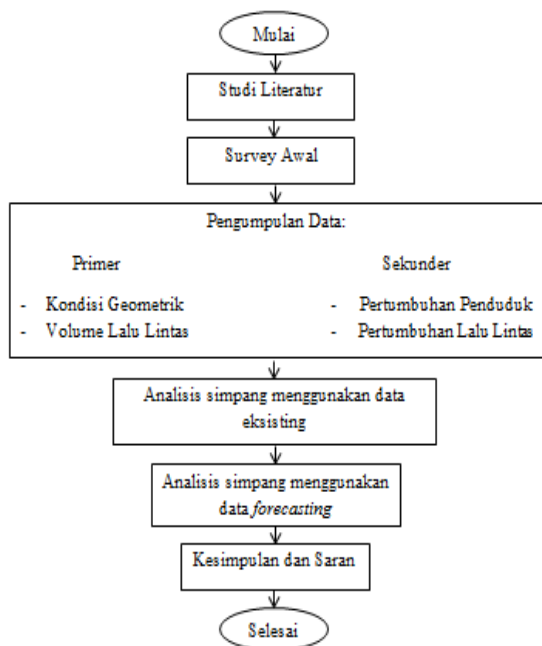 Mulai
Studi Literatur
Survey Awal
Pengumpulan Data:
Primer
- Kondisi Geometrik
- Volume Lalu Lintas
Sekunder
- Pertumbuhan Penduduk
- Pertumbuhan Lalu Lintas
Analisis simpang menggunakan data
eksisting
Analisis simpang menggunakan
data forecasting
Kesimpulan dan Saran
Selesai